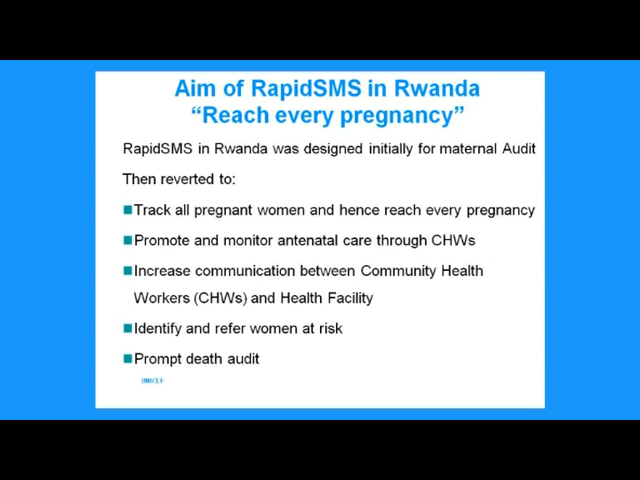 Aim of RapidSMS in Rwanda
“Reach every pregnancy”
RapidSMS in Rwanda was designed initially for maternal Audit
Then reverted to:
Track all pregnant women and hence reach every pregnancy
Promote and monitor antenatal care through CHWs
Increase communication between Community Health
Workers (CHWs) and Health Facility
Identify and refer women at risk
Prompt death audit
UNICEF